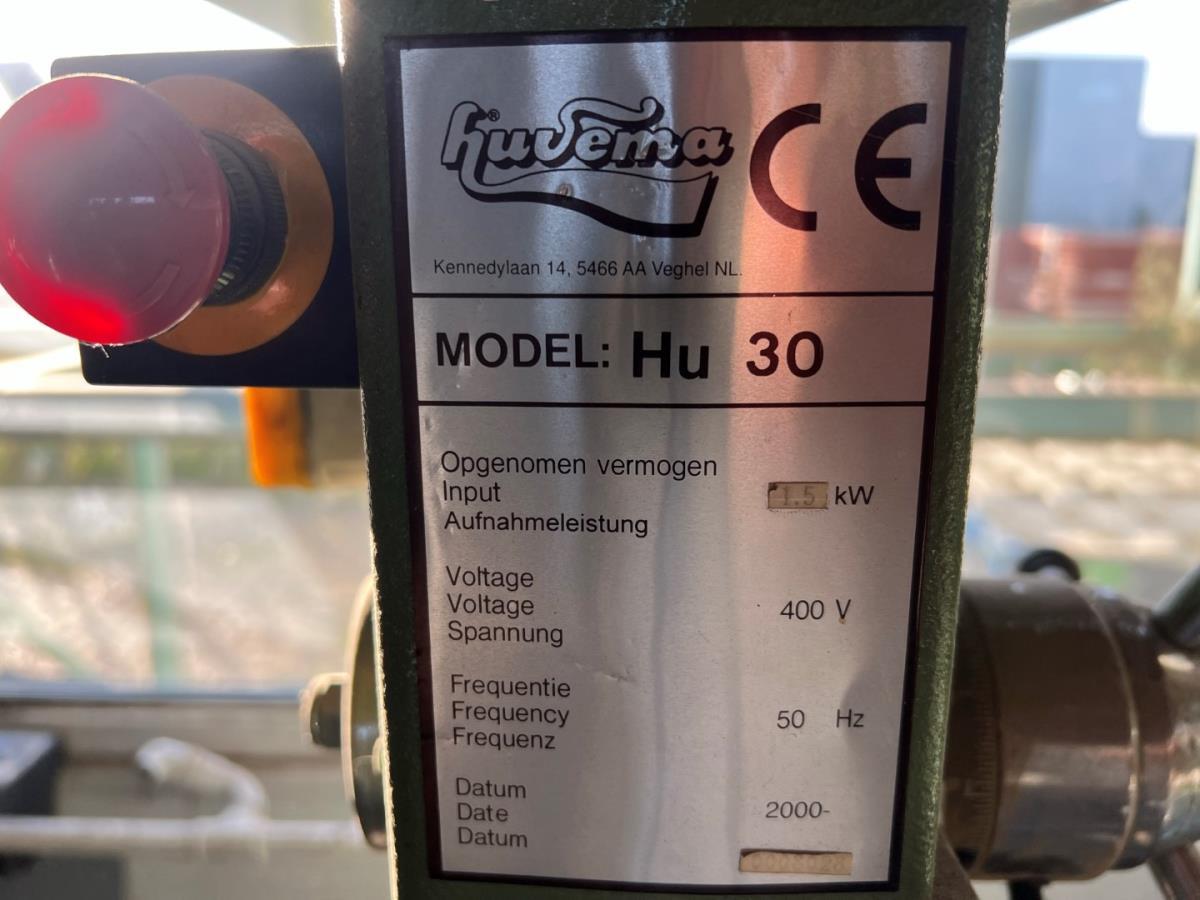 huvema® CE
Kennedylaan 14, 5466 AA Veghel NL.
MODEL: Hu 30
Opgenomen vermogen
Input 1.5 kW
Aufnahmeleistung
Voltage
Voltage 400 V
Spannung
Frequentie
Frequency 50 Hz
Frequenz
Datum
Date 2000-
Datum